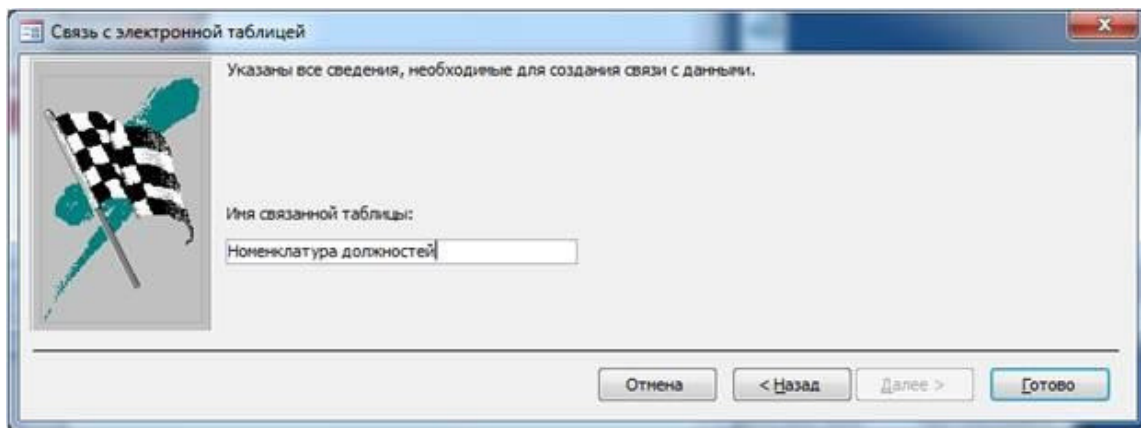 Связь с электронной таблицей
Указаны все сведения, необходимые для создания связи с данными.
Имя связанной таблицы:
Номенклатура должностей
Отмена
< Назад
Далее >
Готово